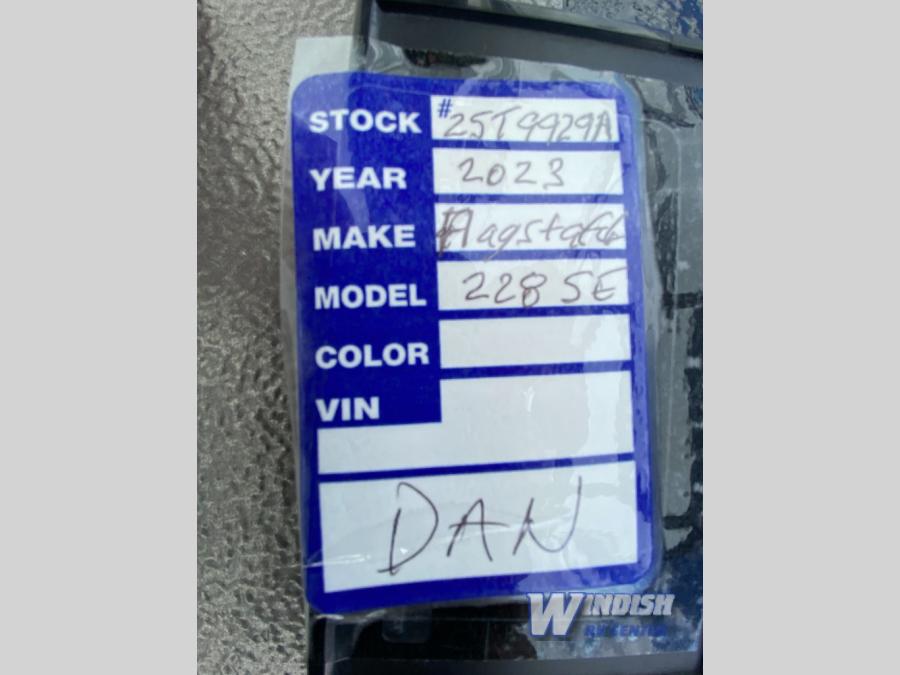 STOCK #25T9929A
YEAR 2023
MAKE Flagstaff
MODEL 228SE
COLOR
VIN
DAN
WINDISH
RV CENTER